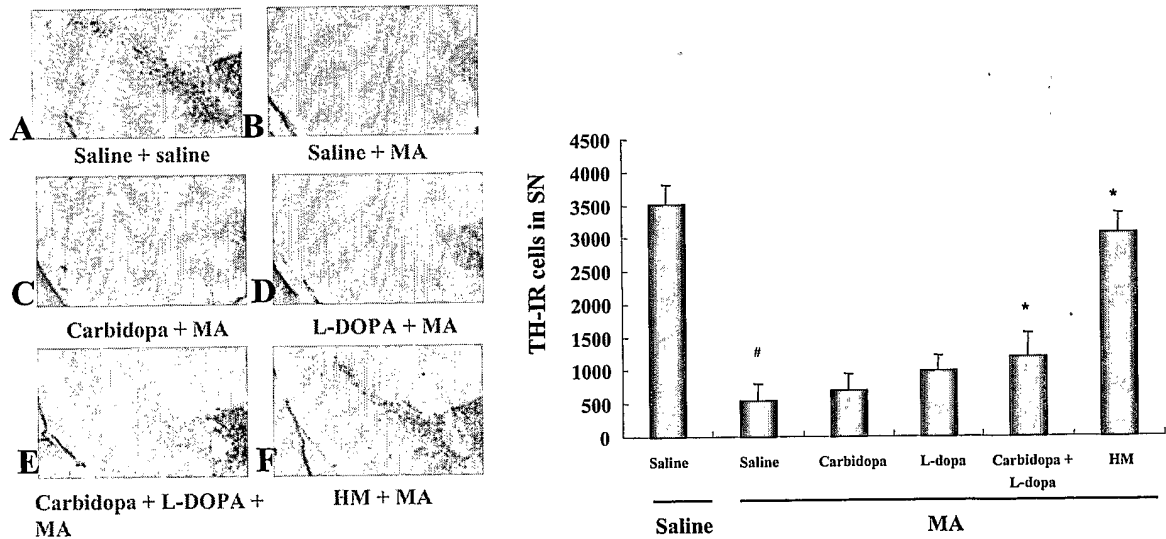 A
Saline + saline
B
Saline + MA
C
Carbidopa + MA
D
L-DOPA + MA
E
Carbidopa + L-DOPA +
MA
F
HM + MA
TH-IR cells in SN
4500
4000
3500
3000
2500
2000
1500
1000
500
0
#
*
*
Saline
Saline
Carbidopa
L-dopa
Carbidopa +
L-dopa
HM
Saline
MA